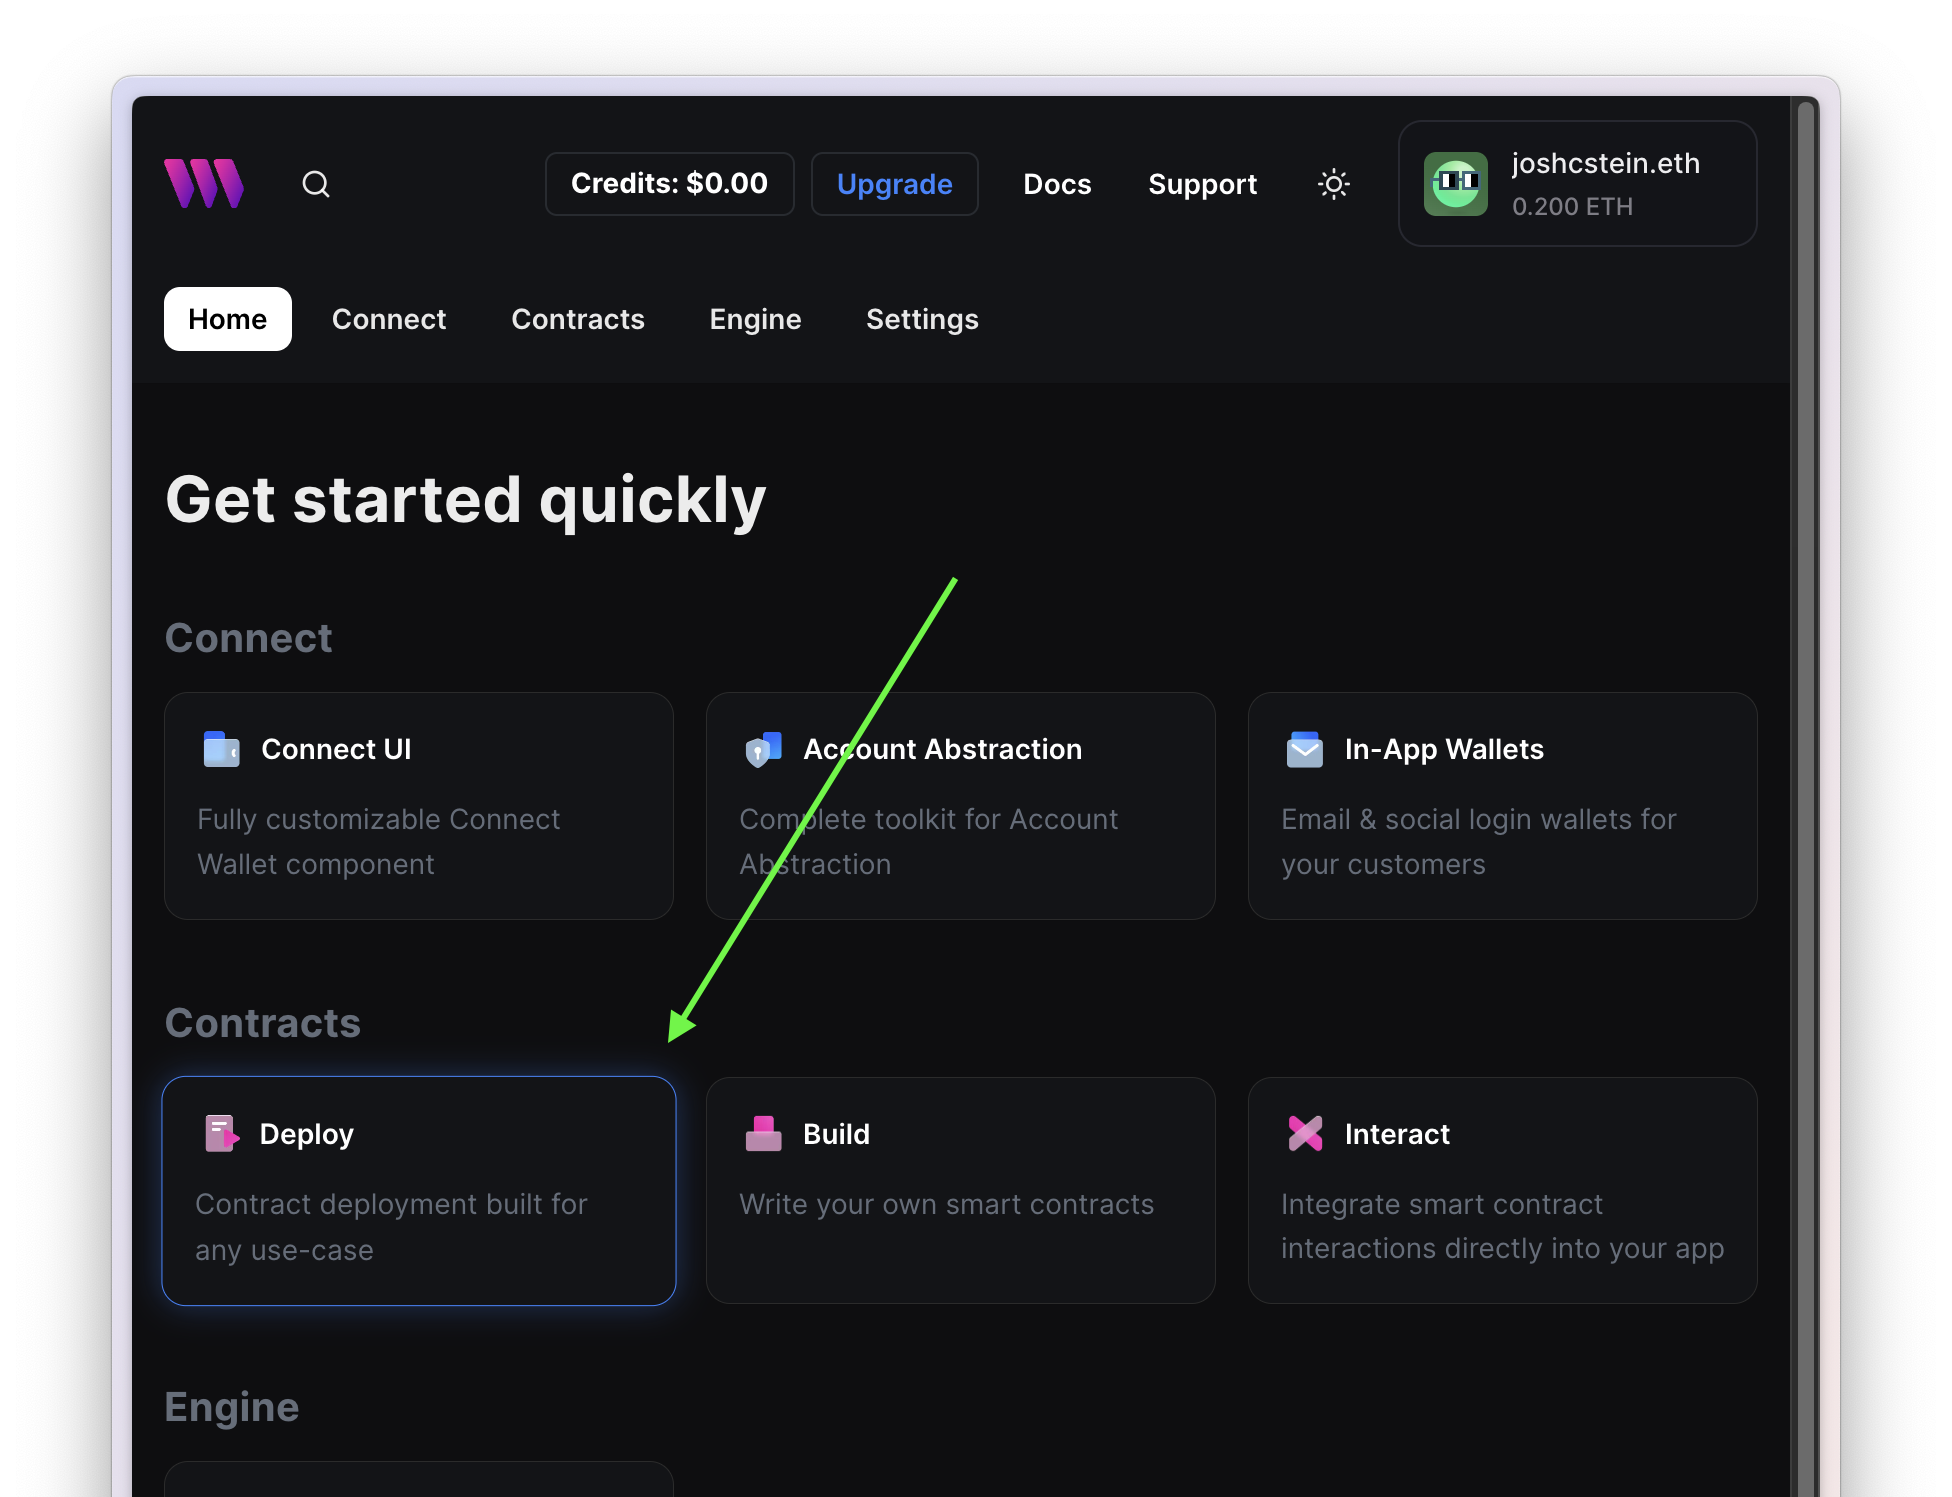 Credits: $0.00
Upgrade
Docs
Support
joshcstein.eth
0.200 ETH
Home
Connect
Contracts
Engine
Settings
Get started quickly
Connect
Connect UI
Fully customizable Connect
Wallet component
Account Abstraction
Complete toolkit for Account
Abstraction
In-App Wallets
Email & social login wallets for
your customers
Contracts
Deploy
Contract deployment built for
any use-case
Build
Write your own smart contracts
Interact
Integrate smart contract
interactions directly into your app
Engine